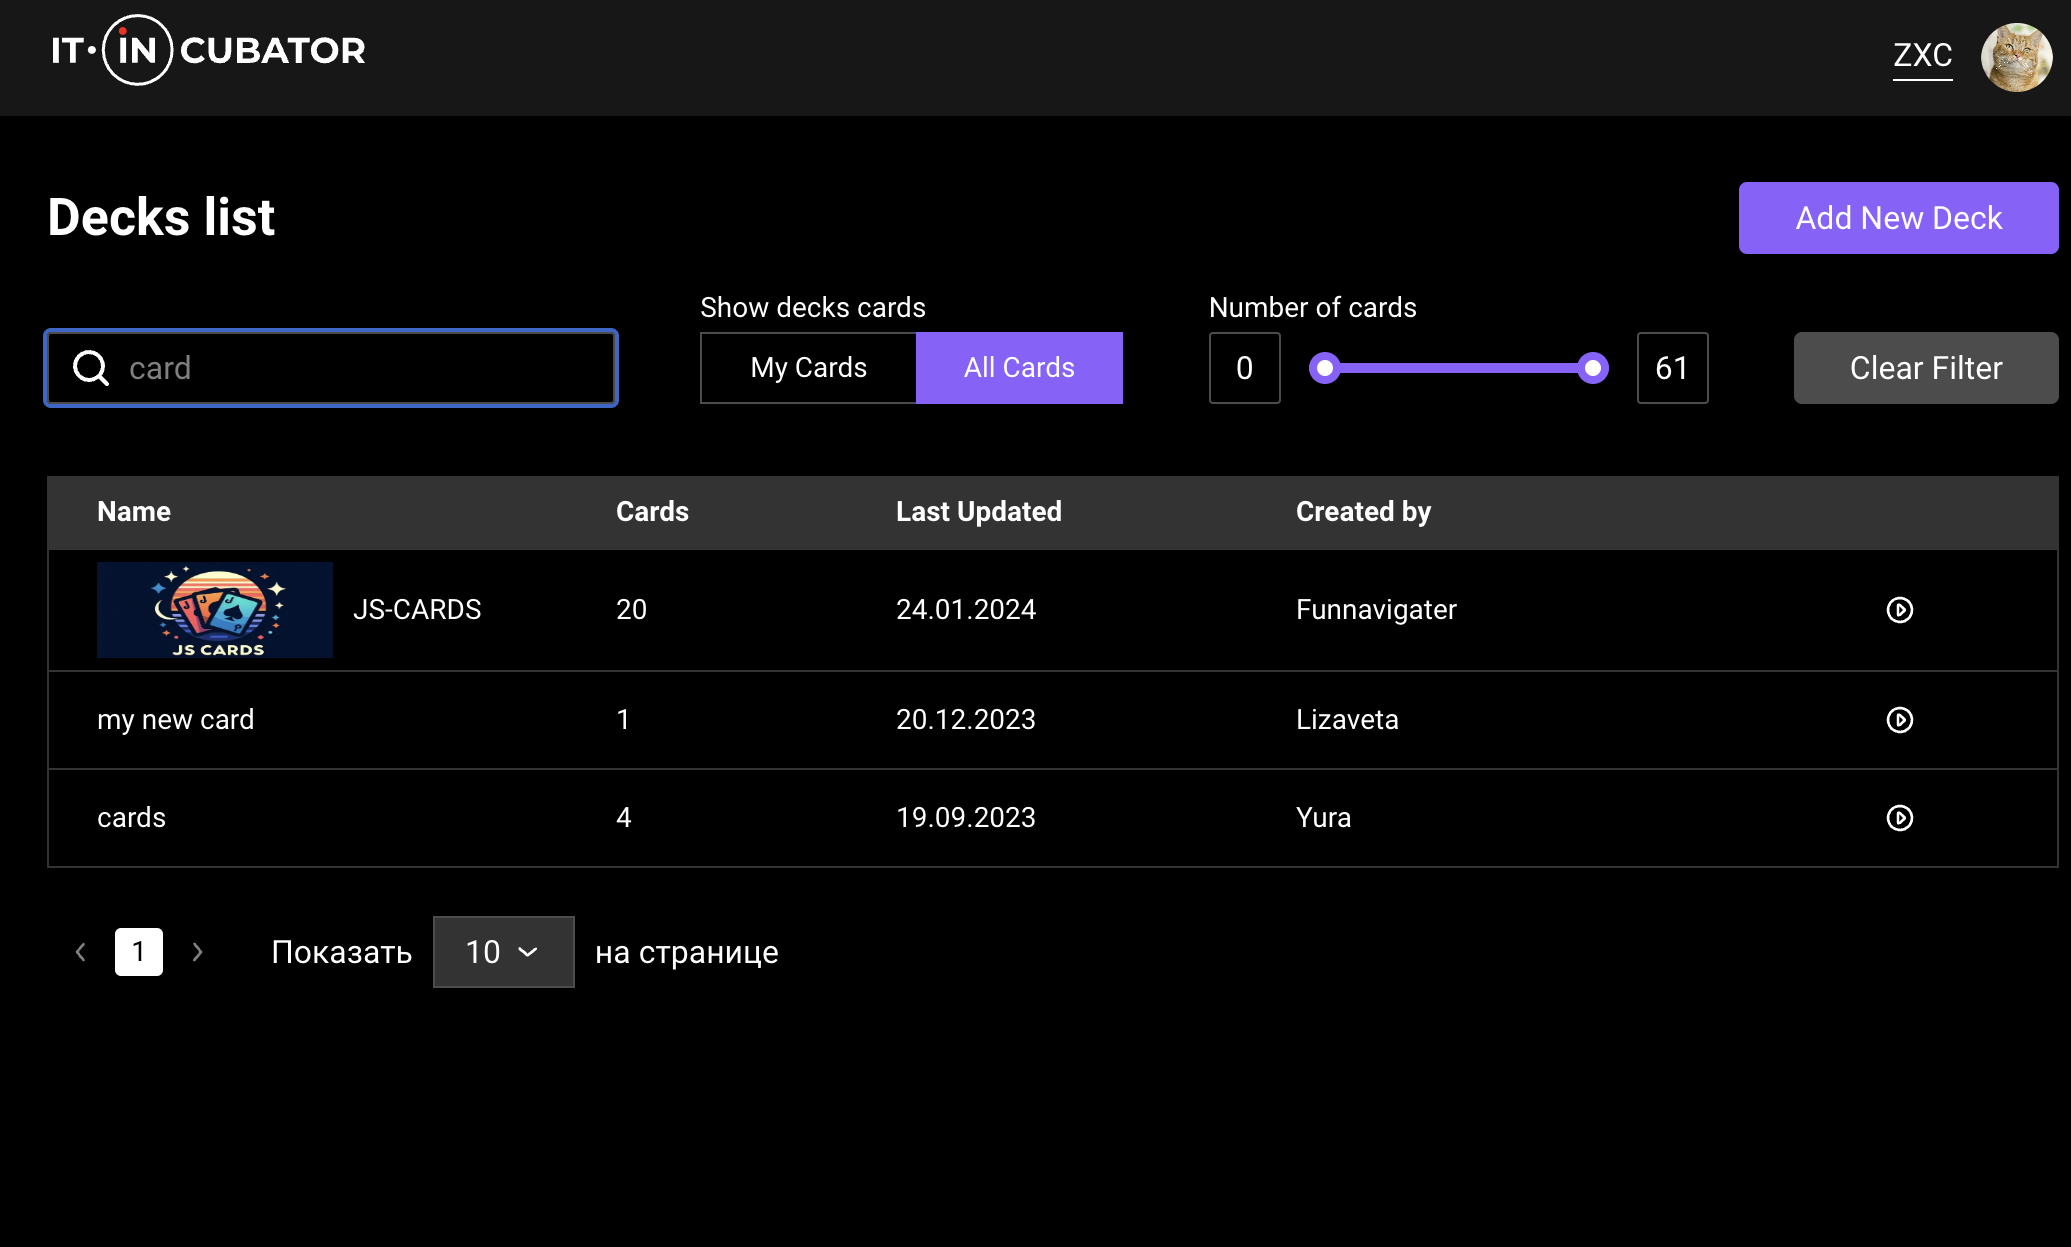 IT·INCUBATOR
ZXC
Decks list
Add New Deck
Show decks cards
Number of cards
card
My Cards
All Cards
0
61
Clear Filter
Name Cards Last Updated Created by
JS CARDS
JS-CARDS 20 24.01.2024 Funnavigater
my new card 1 20.12.2023 Lizaveta
cards 4 19.09.2023 Yura
1 Показать 10 на странице